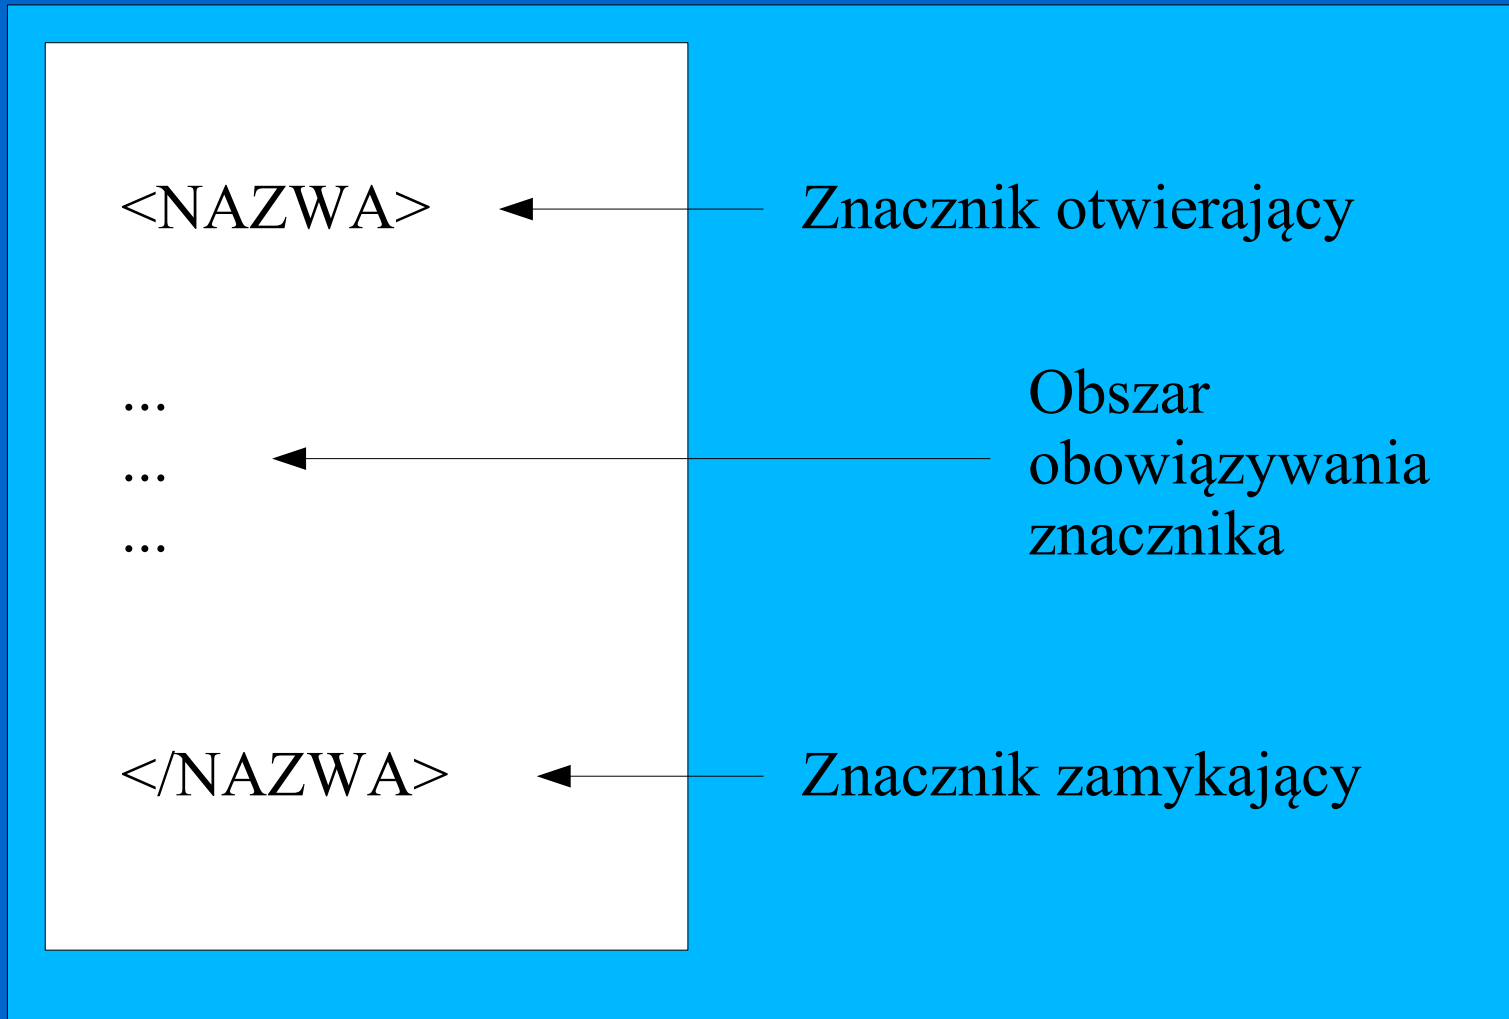 <NAZWA>
Znacznik otwierający
...
...
...
Obszar
obowiązywania
znacznika
</NAZWA>
Znacznik zamykający